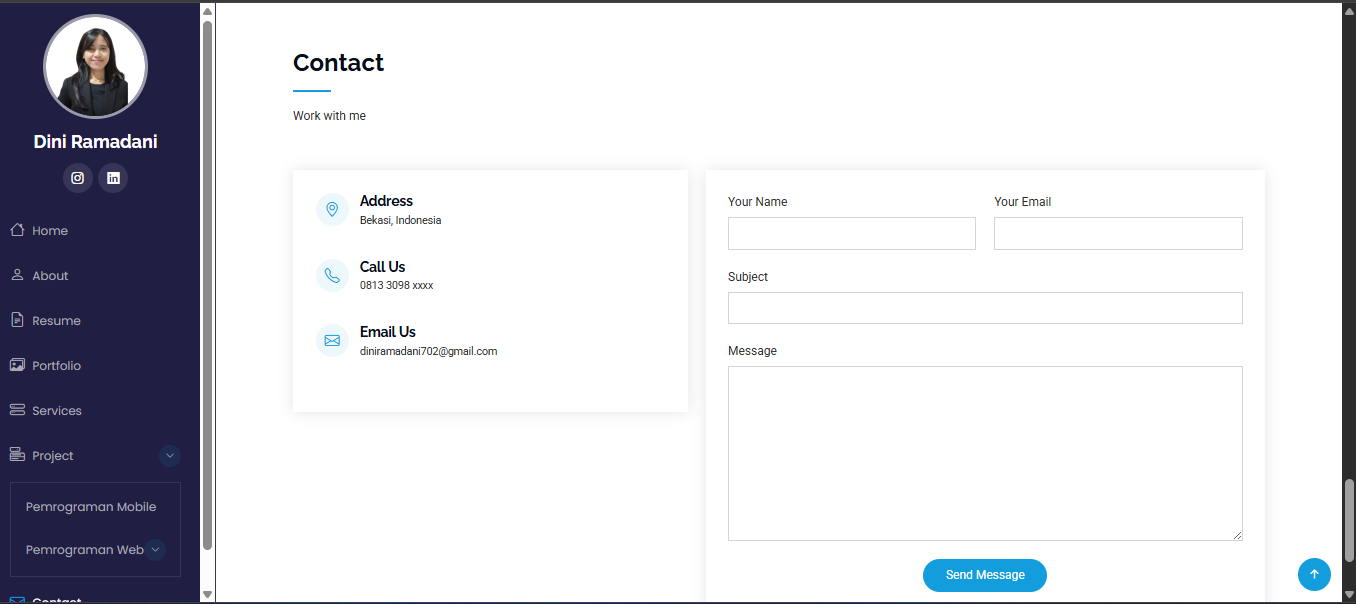 Dini Ramadani
Home
About
Resume
Portfolio
Services
Project
Pemrograman Mobile
Pemrograman Web
Contact
Contact
Work with me
Address
Bekasi, Indonesia
Call Us
0813 3098 xxxx
Email Us
diniramadani702@gmail.com
Your Name
Your Email
Subject
Message
Send Message